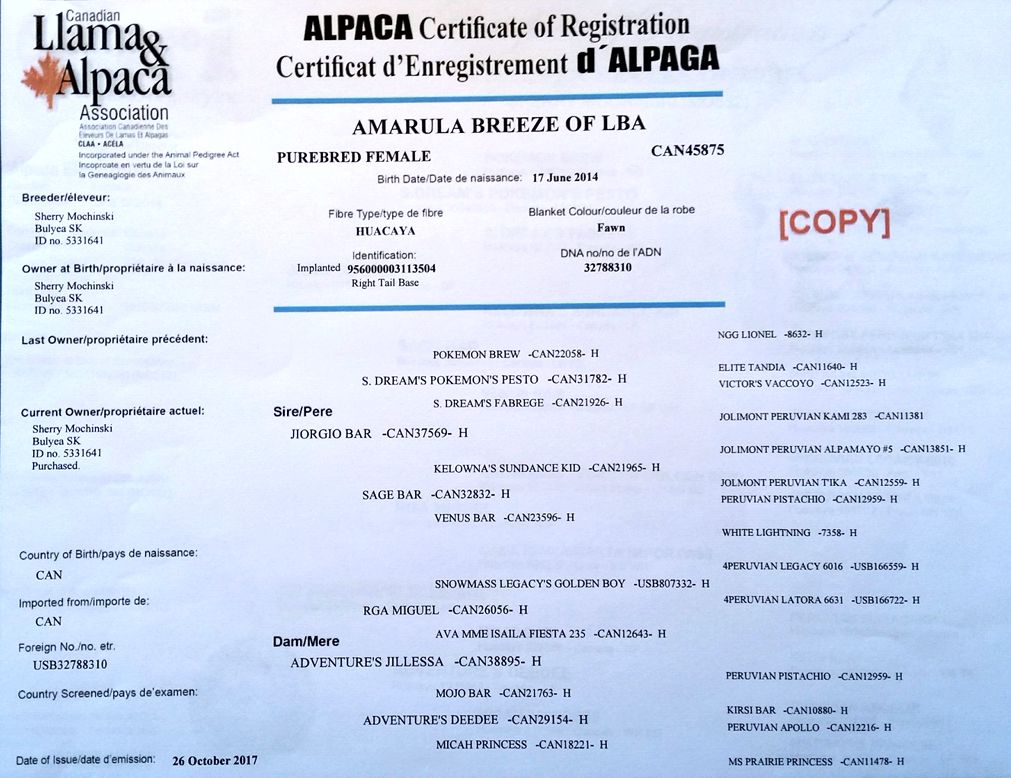 Canadian
Llama &
Alpaca
Association
Association Canadienne Des
Eleveurs De Lamas Et Alpagas
CLAA • ACELA
Incorporated under the Animal Pedigree Act
Incoproate en vertu de la Loi sur
la Geneaglogie des Animaux
ALPACA Certificate of Registration
Certificat d'Enregistrement d´ALPAGA
AMARULA BREEZE OF LBA
PUREBRED FEMALE
CAN45875
Birth Date/Date de naissance: 17 June 2014
Fibre Type/type de fibre
HUACAYA
Blanket Colour/couleur de la robe
Fawn
Identification:
Implanted 956000003113504
Right Tail Base
DNA no/no de l'ADN
32788310
[COPY]
Breeder/éleveur:
Sherry Mochinski
Bulyea SK
ID no. 5331641
Owner at Birth/propriétaire à la naissance:
Sherry Mochinski
Bulyea SK
ID no. 5331641
Last Owner/propriétaire précédent:
Current Owner/propriétaire actuel:
Sherry Mochinski
Bulyea SK
ID no. 5331641
Purchased.
Country of Birth/pays de naissance:
CAN
Imported from/importe de:
CAN
Foreign No./no. etr.
USB32788310
Country Screened/pays de'examen:
Date of Issue/date d'emission: 26 October 2017
Sire/Pere
JIORGIO BAR -CAN37569- H
S. DREAM'S POKEMON'S PESTO -CAN31782- H
POKEMON BREW -CAN22058- H
S. DREAM'S FABREGE -CAN21926- H
SAGE BAR -CAN32832- H
KELOWNA'S SUNDANCE KID -CAN21965- H
VENUS BAR -CAN23596- H
Dam/Mere
ADVENTURE'S JILLESSA -CAN38895- H
RGA MIGUEL -CAN26056- H
SNOWMASS LEGACY'S GOLDEN BOY -USB807332- H
AVA MME ISAILA FIESTA 235 -CAN12643- H
ADVENTURE'S DEEDEE -CAN29154- H
MOJO BAR -CAN21763- H
MICAH PRINCESS -CAN18221- H
NGG LIONEL -8632- H
ELITE TANDIA -CAN11640- H
VICTOR'S VACCOYO -CAN12523- H
JOLIMONT PERUVIAN KAMI 283 -CAN11381
JOLIMONT PERUVIAN ALPAMAYO #5 -CAN13851- H
JOLMONT PERUVIAN T'IKA -CAN12559- H
PERUVIAN PISTACHIO -CAN12959- H
WHITE LIGHTNING -7358- H
4PERUVIAN LEGACY 6016 -USB166559- H
4PERUVIAN LATORA 6631 -USB166722- H
PERUVIAN PISTACHIO -CAN12959- H
KIRSI BAR -CAN10880- H
PERUVIAN APOLLO -CAN12216- H
MS PRAIRIE PRINCESS -CAN11478- H